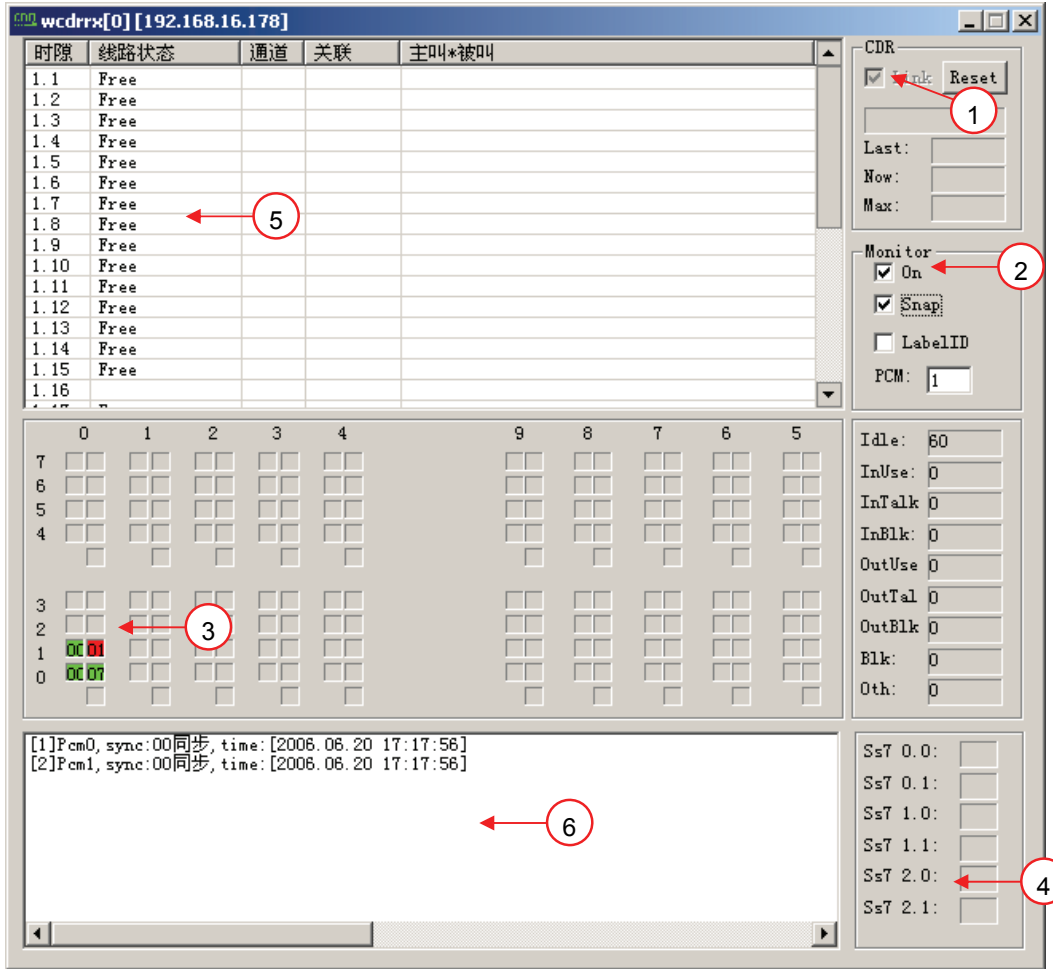 wcdrrx[0] [192.168.16.178]
时隙 线路状态 通道 关联 主叫*被叫
1.1 Free
1.2 Free
1.3 Free
1.4 Free
1.5 Free
1.6 Free
1.7 Free
1.8 Free
1.9 Free
1.10 Free
1.11 Free
1.12 Free
1.13 Free
1.14 Free
1.15 Free
1.16
5
CDR
Link Reset
1
Last:
Now:
Max:
Monitor
On
2
Snap
LabelID
PCM: 1
0 1 2 3 4 9 8 7 6 5
7
6
5
4
3
2
1 00 01
0 00 07
3
Idle: 60
InUse: 0
InTalk 0
InBlk: 0
OutUse 0
OutTal 0
OutBlk 0
Blk: 0
Oth: 0
[1]Pcm0, sync:00同步, time:[2006.06.20 17:17:56]
[2]Pcm1, sync:00同步, time:[2006.06.20 17:17:56]
6
Ss7 0.0:
Ss7 0.1:
Ss7 1.0:
Ss7 1.1:
Ss7 2.0:
4
Ss7 2.1: